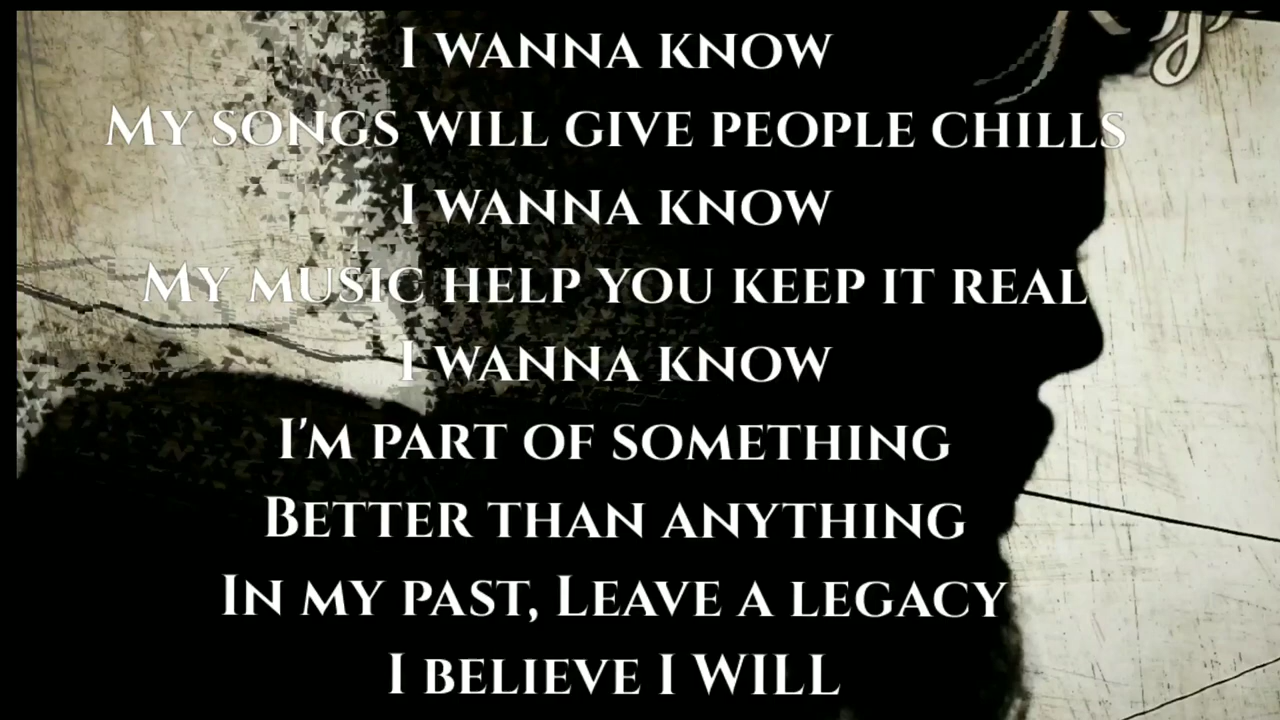 I WANNA KNOW
MY SONGS WILL GIVE PEOPLE CHILLS
I WANNA KNOW
MY MUSIC HELP YOU KEEP IT REAL
I WANNA KNOW
I'M PART OF SOMETHING
BETTER THAN ANYTHING
IN MY PAST, LEAVE A LEGACY
I BELIEVE I WILL